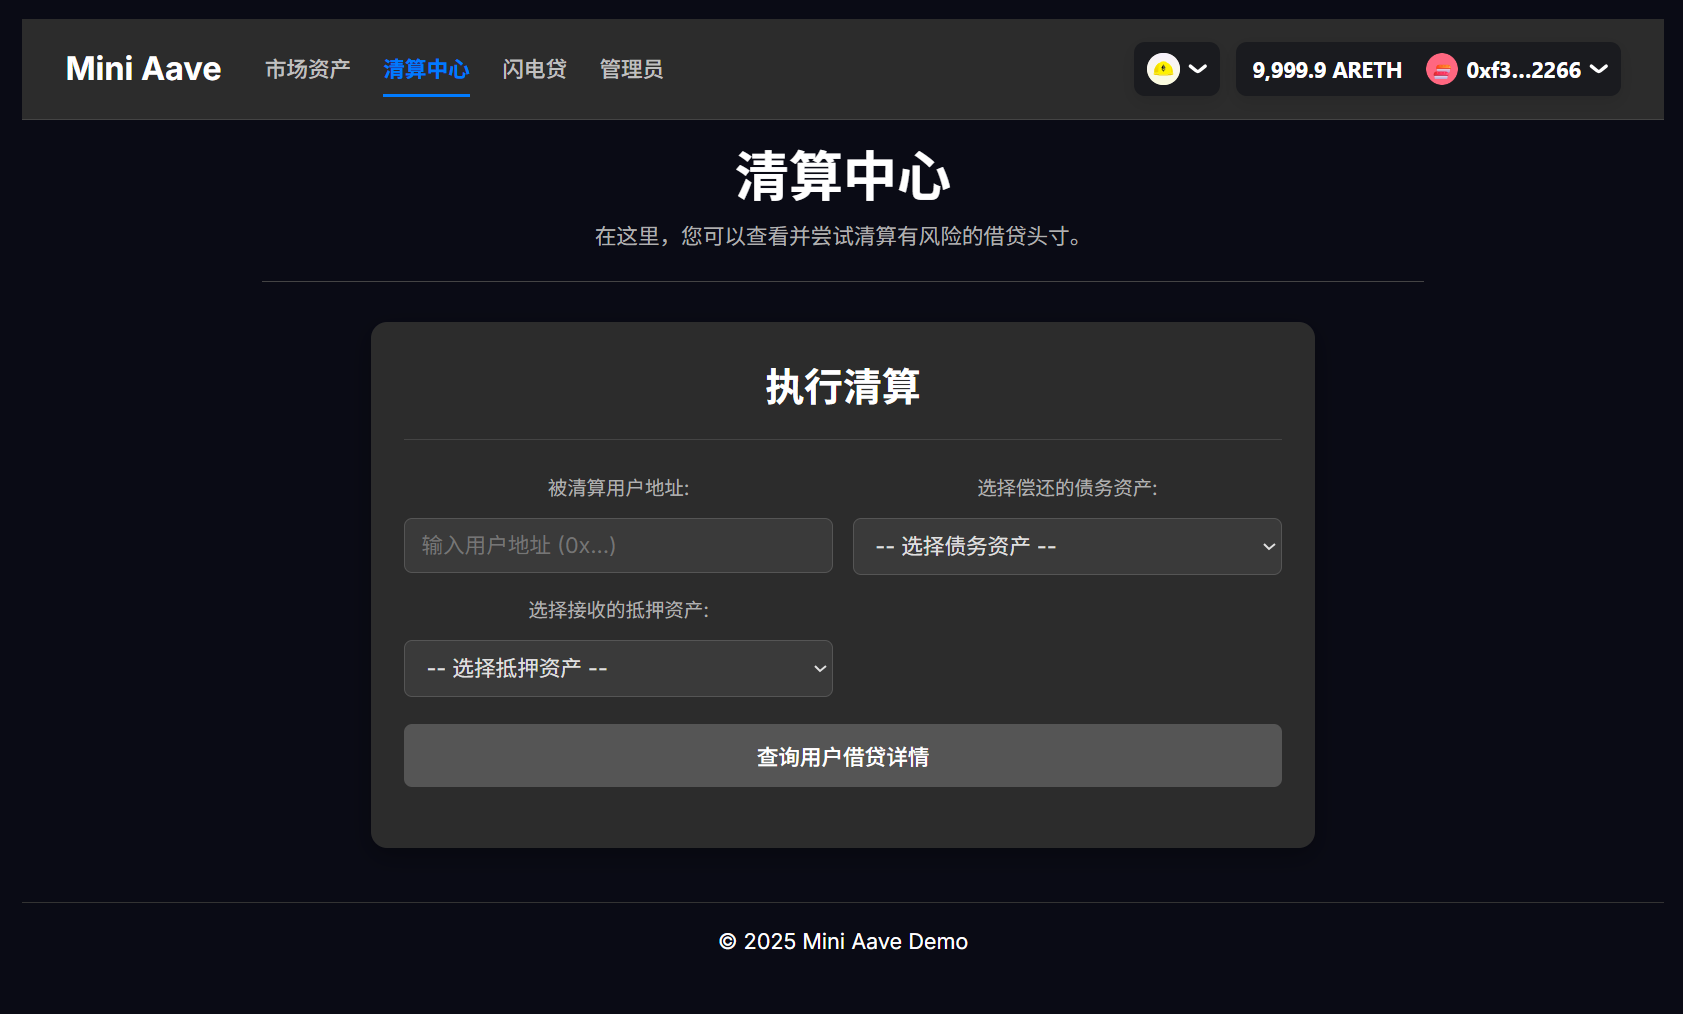 Mini Aave
市场资产
清算中心
闪电贷
管理员
9,999.9 ARETH
0xf3...2266
清算中心
在这里，您可以查看并尝试清算有风险的借贷头寸。
执行清算
被清算用户地址:
选择偿还的债务资产:
输入用户地址 (0x...)
-- 选择债务资产 --
选择接收的抵押资产:
-- 选择抵押资产 --
查询用户借贷详情
© 2025 Mini Aave Demo